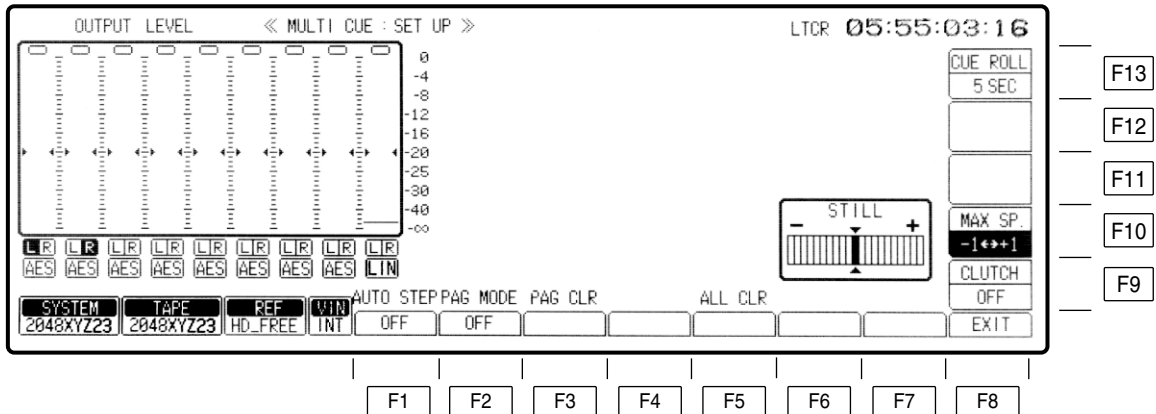 OUTPUT LEVEL ≪ MULTI CUE : SET UP ≫ LTCR 05:55:03:16
0
-4
-8
-12
-16
-20
-25
-30
-40
-∞
CUE ROLL
5 SEC
F13
F12
F11
MAX SP.
-1↔+1
F10
CLUTCH
OFF
F9
STILL
- +
L R L R L R L R L R L R L R L R L R
AES AES AES AES AES AES AES AES LIN
SYSTEM TAPE REF VIN
2048XYZ23 2048XYZ23 HD_FREE INT
AUTO STEP PAG MODE PAG CLR ALL CLR
OFF OFF EXIT
F1 F2 F3 F4 F5 F6 F7 F8